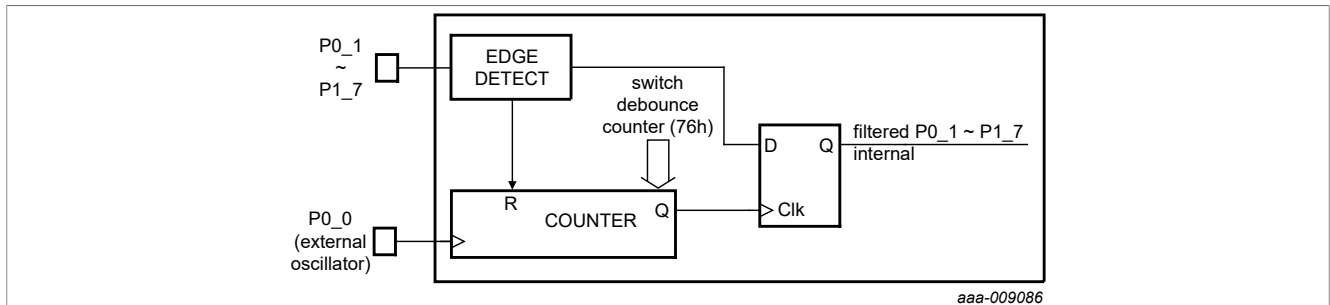 P0_1
~
P1_7
EDGE
DETECT
switch
debounce
counter (76h)
D Q
filtered P0_1 ~ P1_7
internal
Clk
R
COUNTER
Q
P0_0
(external
oscillator)
aaa-009086